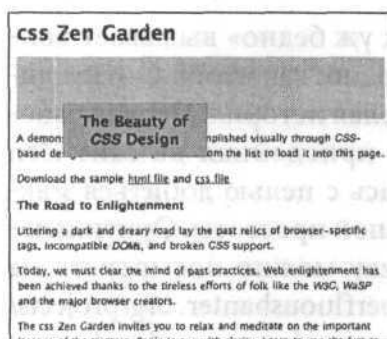 css Zen Garden
The Beauty of
CSS Design
A demon nplished visually through CSS-
based de om the list to load it into this page.
Download the sample html file and css file
The Road to Enlightenment
Littering a dark and dreary road lay the past relics of browser-specific
tags, incompatible DOMs, and broken CSS support.
Today, we must clear the mind of past practices. Web enlightenment has
been achieved thanks to the tireless efforts of folk like the W3C, WaSP
and the major browser creators.
The css Zen Garden invites you to relax and meditate on the important